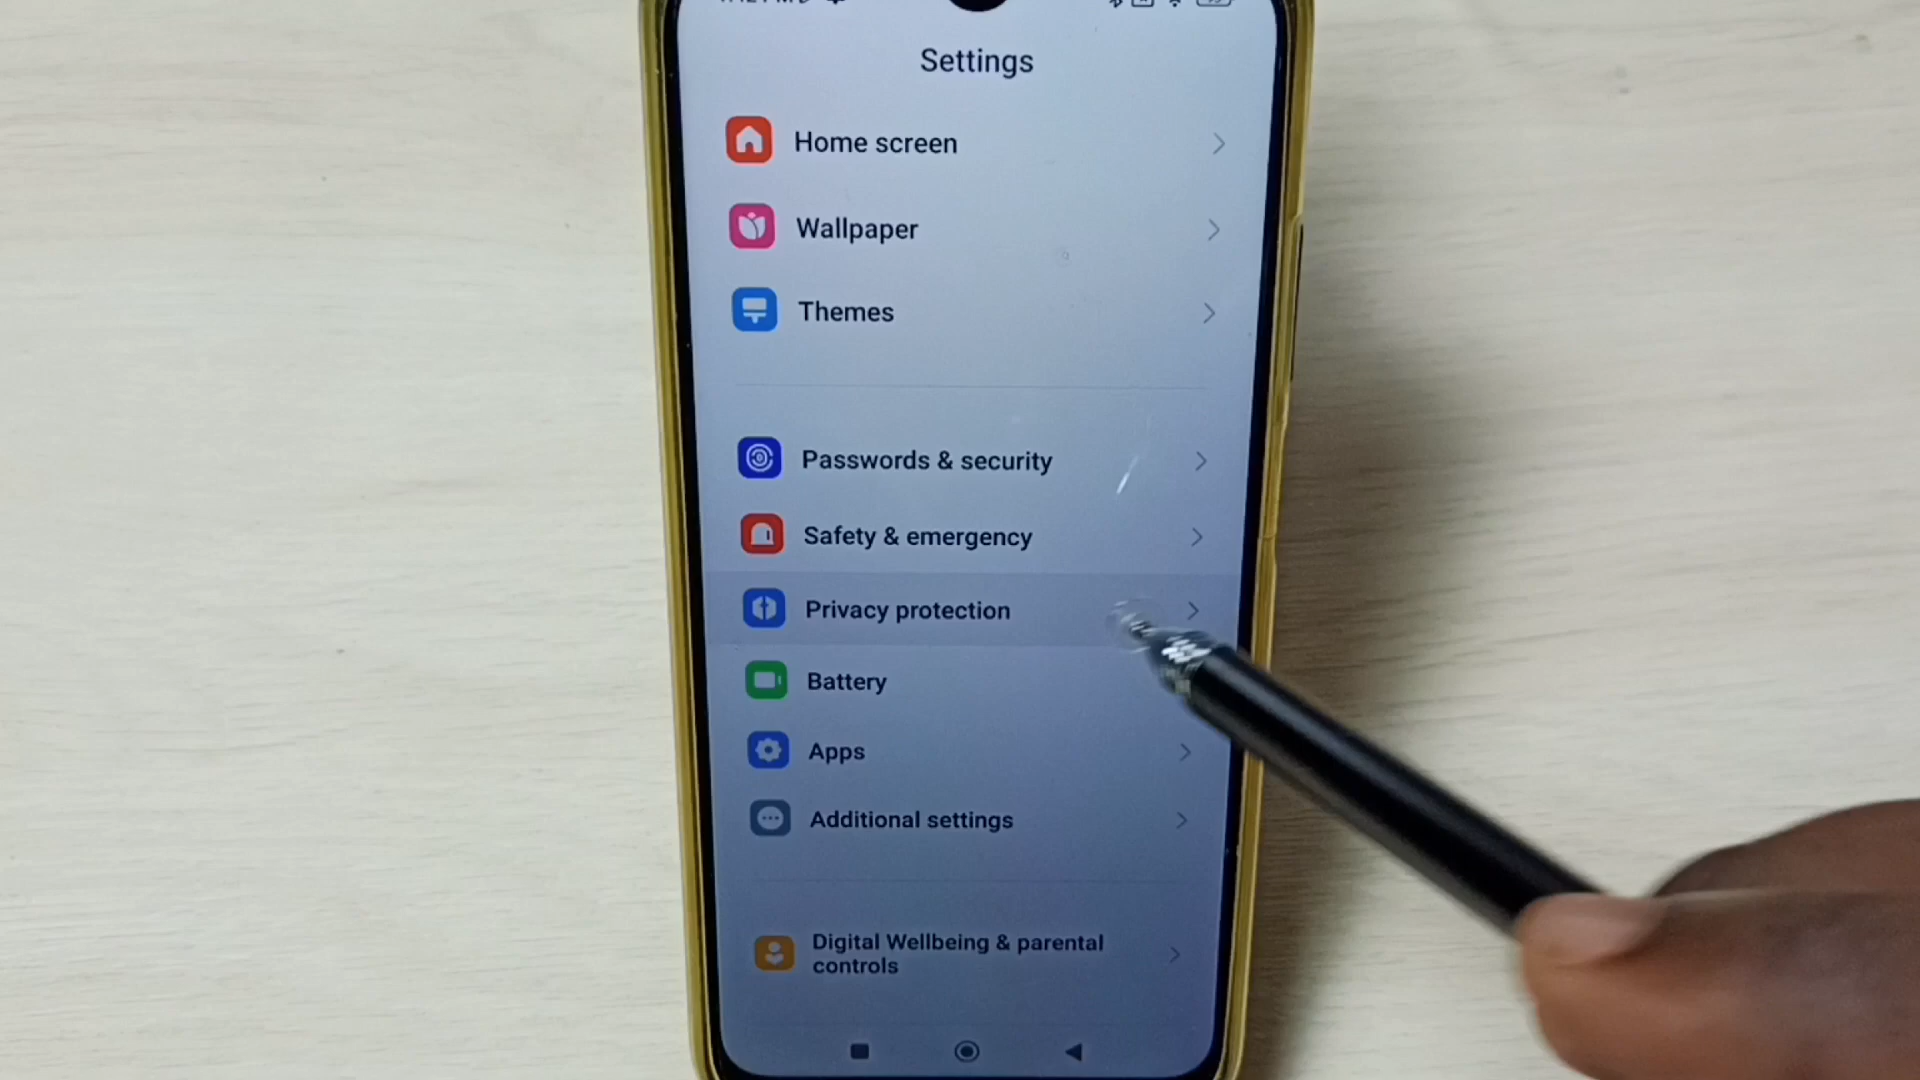 Settings
Home screen
Wallpaper
Themes
Passwords & security
Safety & emergency
Privacy protection
Battery
Apps
Additional settings
Digital Wellbeing & parental
controls